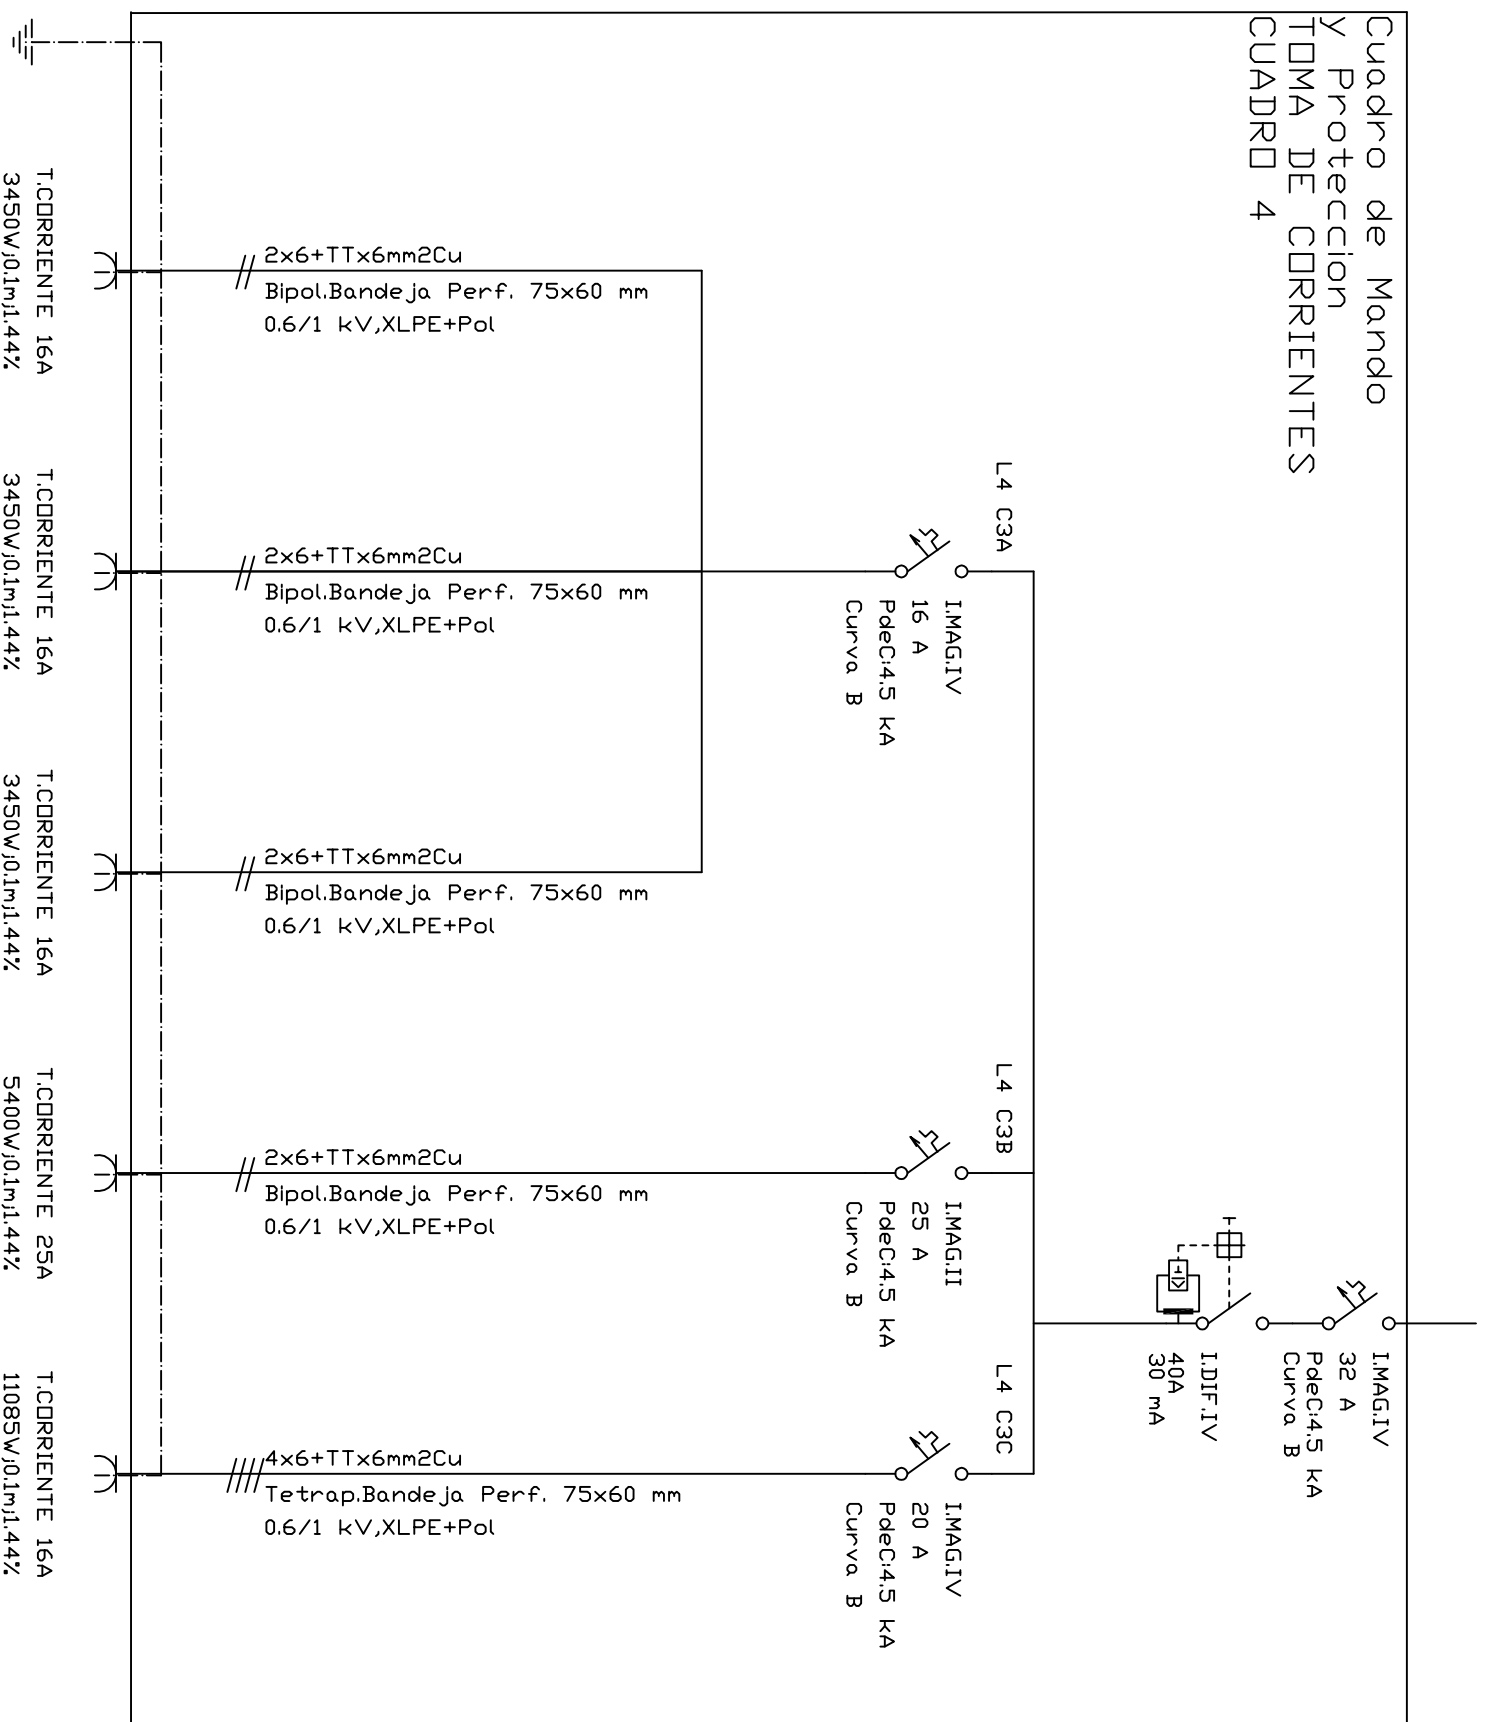 Cuadro de Mando
y Proteccion
TOMA DE CORRIENTES
CUADRO 4
I.MAG.IV
32 A
PdeC:4.5 kA
Curva B
I.DIF.IV
40A
30 mA
L4 C3A
I.MAG.IV
16 A
PdeC:4.5 kA
Curva B
L4 C3B
I.MAG.II
25 A
PdeC:4.5 kA
Curva B
L4 C3C
I.MAG.IV
20 A
PdeC:4.5 kA
Curva B
2x6+TTx6mm2Cu
Bipol.Bandeja Perf. 75x60 mm
0.6/1 kV,XLPE+Pol
2x6+TTx6mm2Cu
Bipol.Bandeja Perf. 75x60 mm
0.6/1 kV,XLPE+Pol
2x6+TTx6mm2Cu
Bipol.Bandeja Perf. 75x60 mm
0.6/1 kV,XLPE+Pol
2x6+TTx6mm2Cu
Bipol.Bandeja Perf. 75x60 mm
0.6/1 kV,XLPE+Pol
4x6+TTx6mm2Cu
Tetrap.Bandeja Perf. 75x60 mm
0.6/1 kV,XLPE+Pol
T.CORRIENTE 16A
3450W;0.1m;1.44%
T.CORRIENTE 16A
3450W;0.1m;1.44%
T.CORRIENTE 16A
3450W;0.1m;1.44%
T.CORRIENTE 25A
5400W;0.1m;1.44%
T.CORRIENTE 16A
11085W;0.1m;1.44%